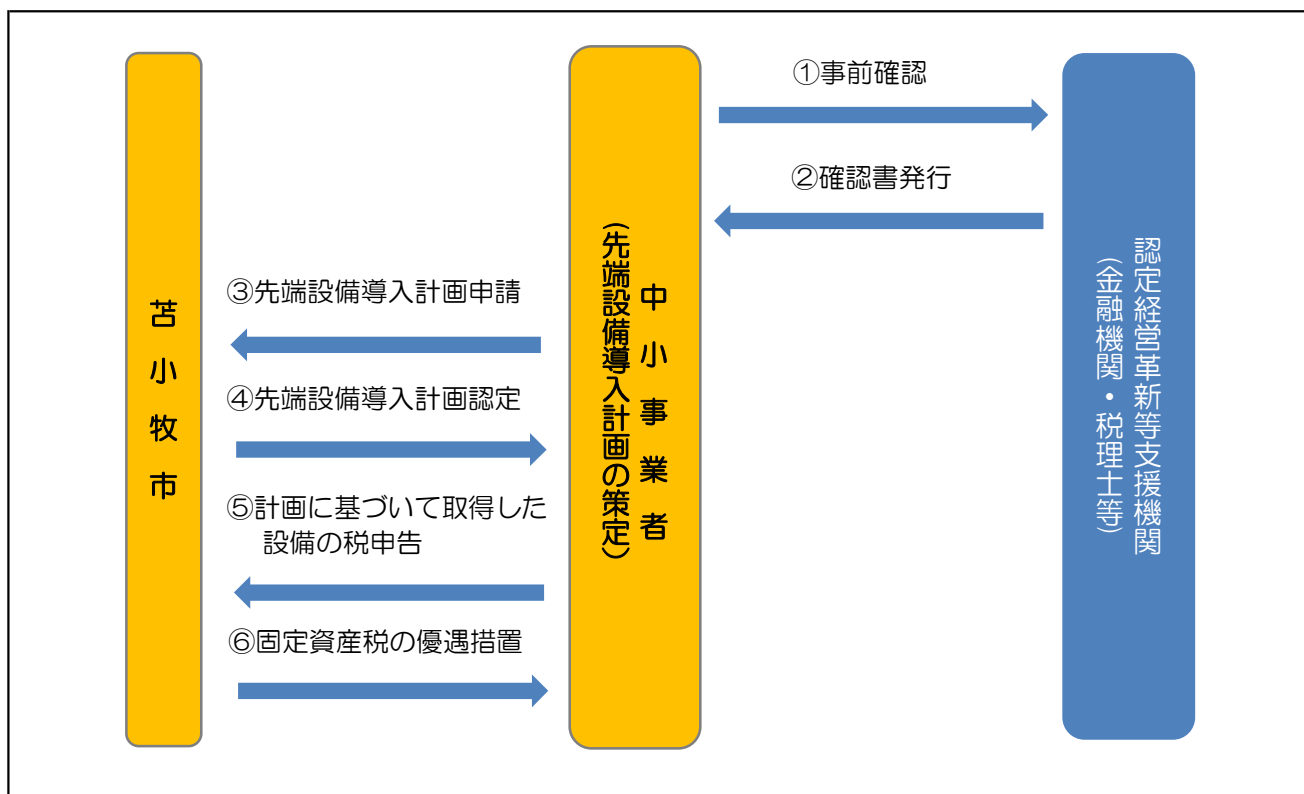 ①事前確認
②確認書発行
③先端設備導入計画申請
④先端設備導入計画認定
⑤計画に基づいて取得した
設備の税申告
⑥固定資産税の優遇措置
苫小牧市
中小事業者
(先端設備導入計画の策定)
認定経営革新等支援機関
(金融機関・税理士等)